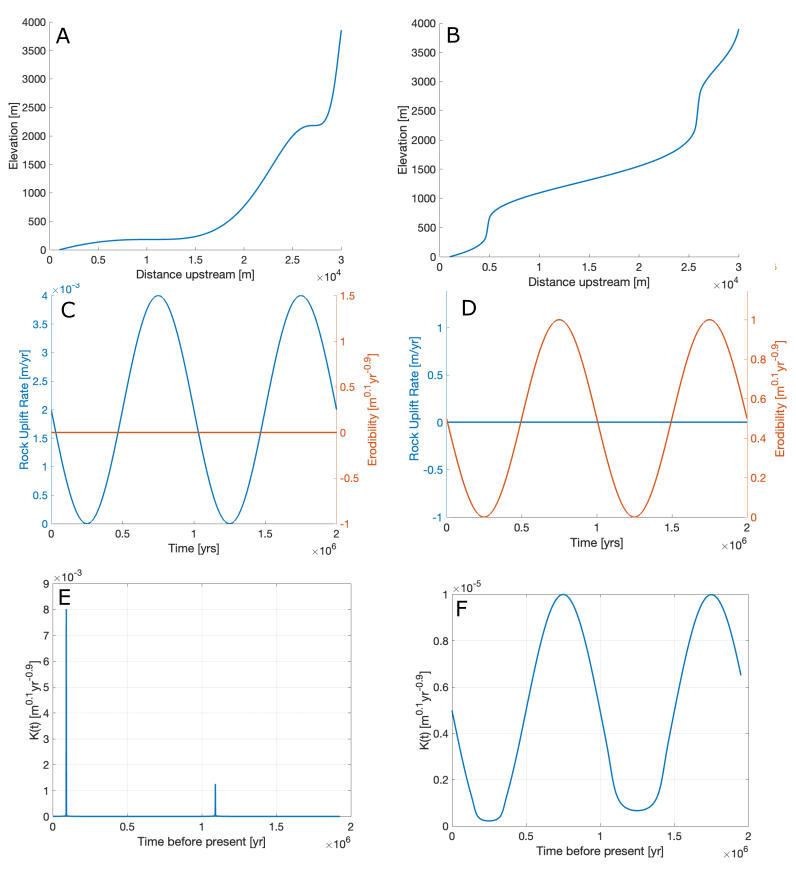 A
4000
3500
3000
2500
2000
1500
1000
500
0
Elevation [m]
0 0.5 1 1.5 2 2.5 3
Distance upstream [m]
×10^4
B
4000
3500
3000
2500
2000
1500
1000
500
0
Elevation [m]
0 0.5 1 1.5 2 2.5 3
Distance upstream [m]
×10^4
C
×10^-3
4
3.5
3
2.5
2
1.5
1
0.5
0
Rock Uplift Rate [m/yr]
1.5
1
0.5
0
-0.5
-1
Erodibility [m^0.1yr^-0.9]
0 0.5 1 1.5 2
Time [yrs]
×10^6
D
1
0.5
0
-0.5
-1
Rock Uplift Rate [m/yr]
1
0.8
0.6
0.4
0.2
0
Erodibility [m^0.1yr^-0.9]
0 0.5 1 1.5 2
Time [yrs]
×10^6
E
×10^-3
9
8
7
6
5
4
3
2
1
0
K(t) [m^0.1yr^-0.9]
0 0.5 1 1.5 2
Time before present [yr]
×10^6
F
×10^-5
1
0.8
0.6
0.4
0.2
0
K(t) [m^0.1yr^-0.9]
0 0.5 1 1.5 2
Time before present [yr]
×10^6